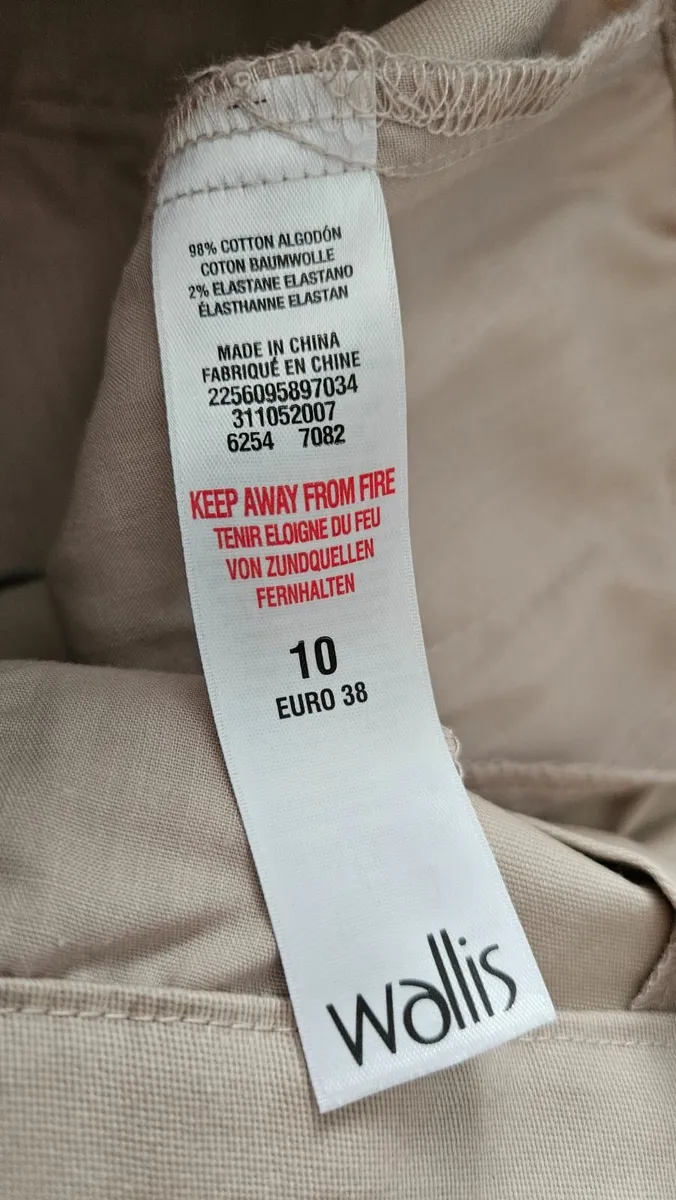 98% COTTON ALGODÓN
COTON BAUMWOLLE
2% ELASTANE ELASTANO
ÉLASTHANNE ELASTAN
MADE IN CHINA
FABRIQUÉ EN CHINE
2256095897034
311052007
6254 7082
KEEP AWAY FROM FIRE
TENIR ELOIGNE DU FEU
VON ZUNDQUELLEN
FERNHALTEN
10
EURO 38
wallis